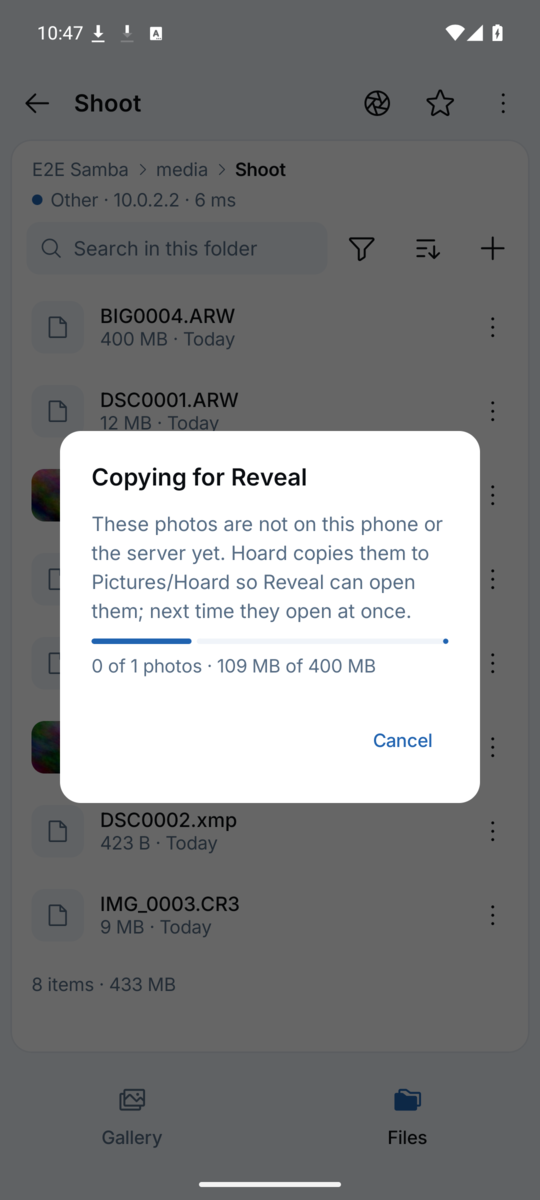 10:47
A
Shoot
E2E Samba > media > Shoot
Other · 10.0.2.2 · 6 ms
Search in this folder
BIG0004.ARW
400 MB · Today
DSC0001.ARW
12 MB · Today
Copying for Reveal
These photos are not on this phone or
the server yet. Hoard copies them to
Pictures/Hoard so Reveal can open
them; next time they open at once.
0 of 1 photos · 109 MB of 400 MB
Cancel
DSC0002.xmp
423 B · Today
IMG_0003.CR3
9 MB · Today
8 items · 433 MB
Gallery
Files